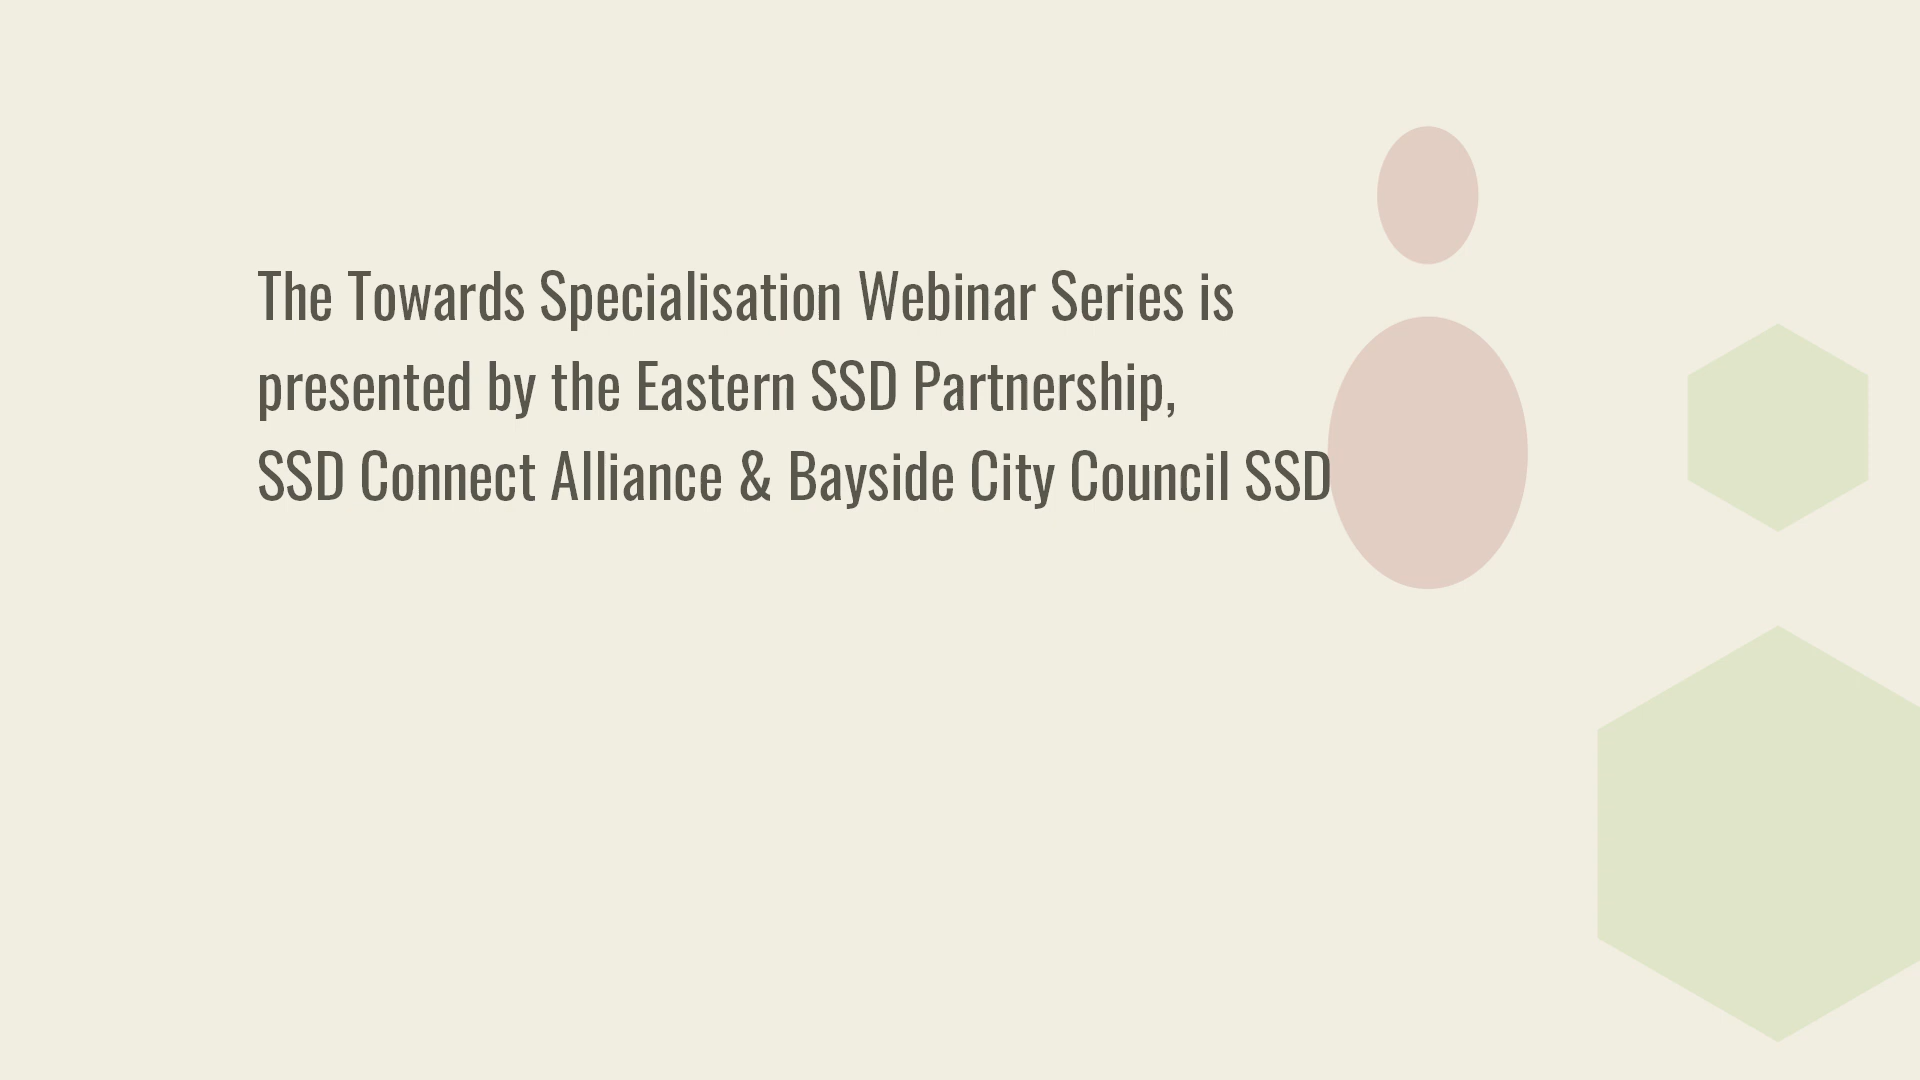 The Towards Specialisation Webinar Series is
presented by the Eastern SSD Partnership,
SSD Connect Alliance & Bayside City Council SSD